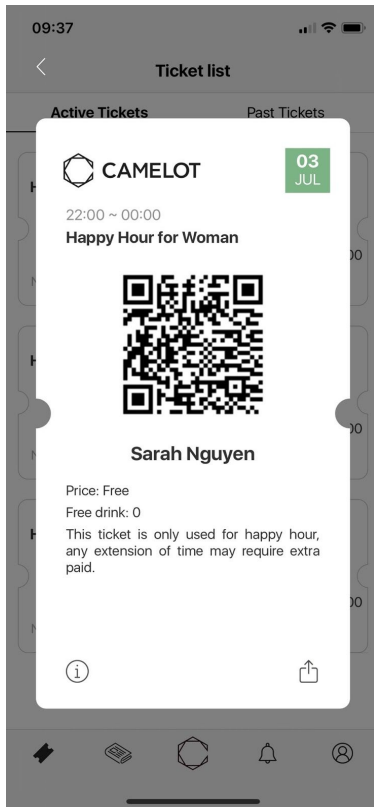 09:37
Ticket list
Active Tickets
Past Tickets
CAMELOT
03
JUL
22:00 ~ 00:00
Happy Hour for Woman
Sarah Nguyen
Price: Free
Free drink: 0
This ticket is only used for happy hour,
any extension of time may require extra
paid.